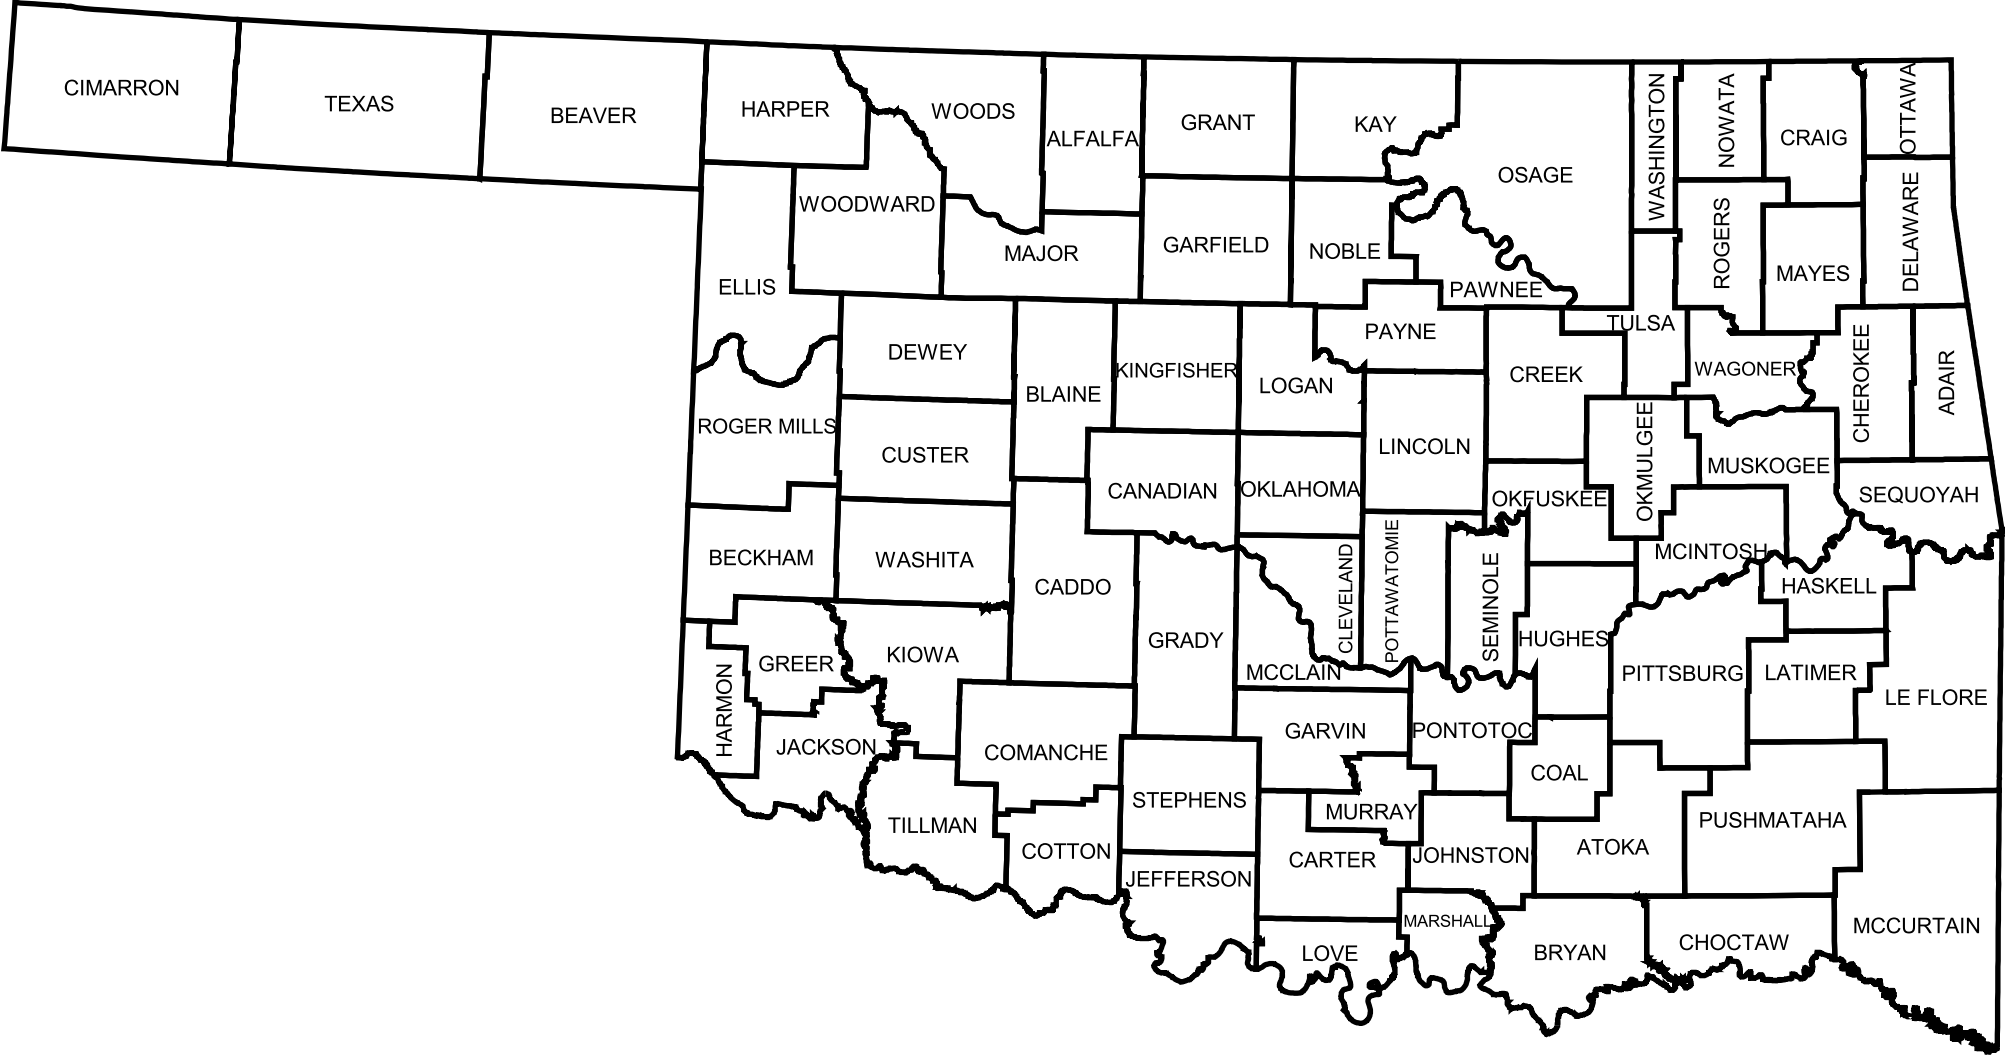 CIMARRON
TEXAS
BEAVER
HARPER
WOODS
ALFALFA
GRANT
KAY
OSAGE
WASHINGTON
NOWATA
CRAIG
OTTAWA
WOODWARD
MAJOR
GARFIELD
NOBLE
PAWNEE
ROGERS
MAYES
DELAWARE
ELLIS
DEWEY
BLAINE
KINGFISHER
LOGAN
PAYNE
CREEK
TULSA
WAGONER
CHEROKEE
ADAIR
ROGER MILLS
CUSTER
CANADIAN
OKLAHOMA
LINCOLN
OKFUSKEE
OKMULGEE
MUSKOGEE
SEQUOYAH
BECKHAM
WASHITA
CADDO
GRADY
CLEVELAND
POTTAWATOMIE
SEMINOLE
HUGHES
MCINTOSH
HASKELL
HARMON
GREER
KIOWA
MCCLAIN
PITTSBURG
LATIMER
LE FLORE
JACKSON
COMANCHE
GARVIN
PONTOTOC
COAL
TILLMAN
COTTON
STEPHENS
MURRAY
CARTER
JOHNSTON
ATOKA
PUSHMATAHA
JEFFERSON
LOVE
MARSHALL
BRYAN
CHOCTAW
MCCURTAIN